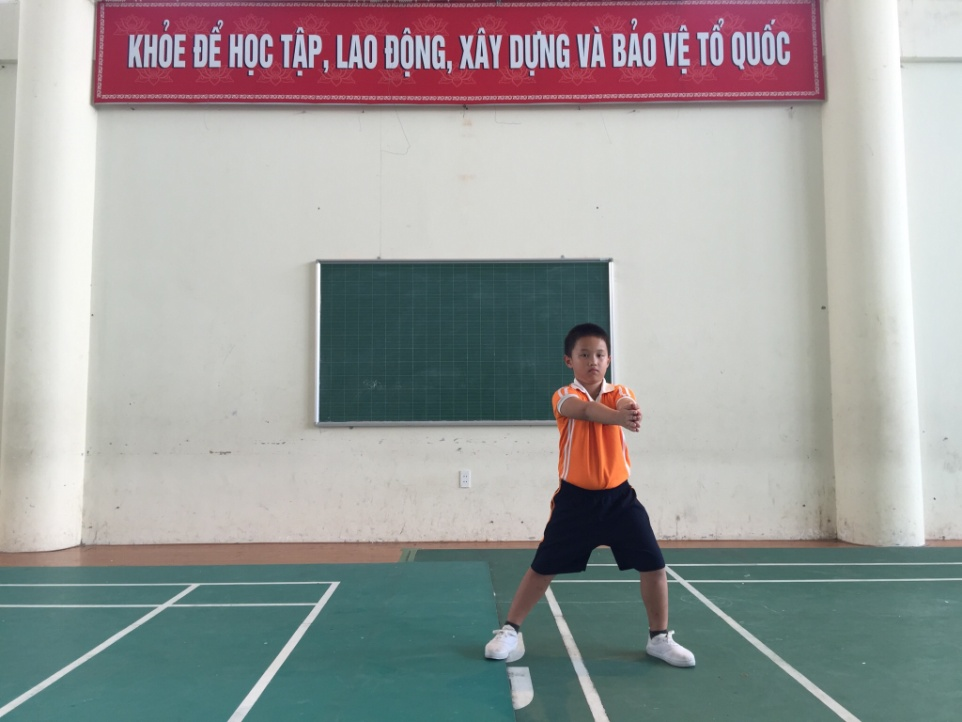 KHỎE ĐỂ HỌC TẬP, LAO ĐỘNG, XÂY DỰNG VÀ BẢO VỆ TỔ QUỐC